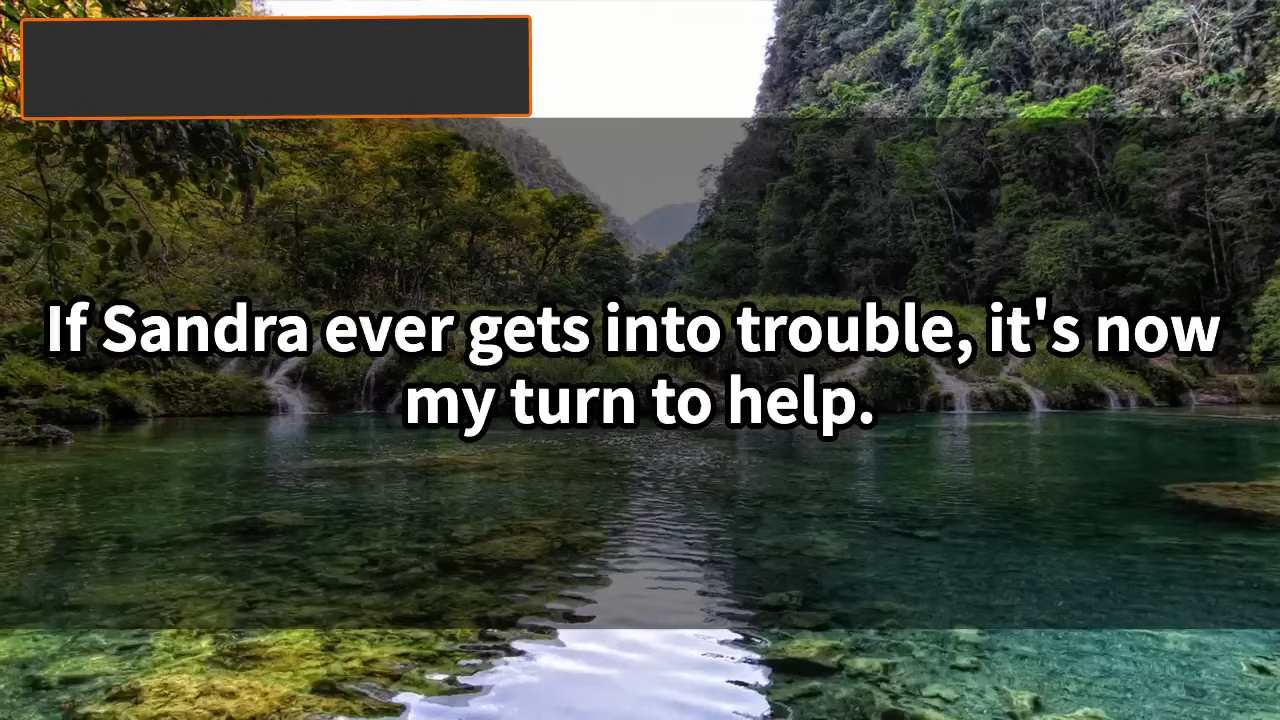 If Sandra ever gets into trouble, it's now
my turn to help.